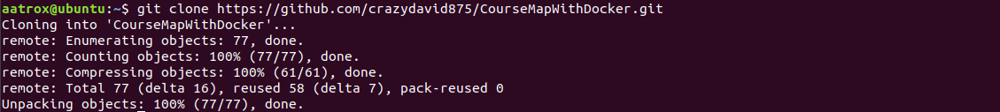 aatrox@ubuntu:~$ git clone https://github.com/crazydavid875/CourseMapWithDocker.git
Cloning into 'CourseMapWithDocker'...
remote: Enumerating objects: 77, done.
remote: Counting objects: 100% (77/77), done.
remote: Compressing objects: 100% (61/61), done.
remote: Total 77 (delta 16), reused 58 (delta 7), pack-reused 0
Unpacking objects: 100% (77/77), done.